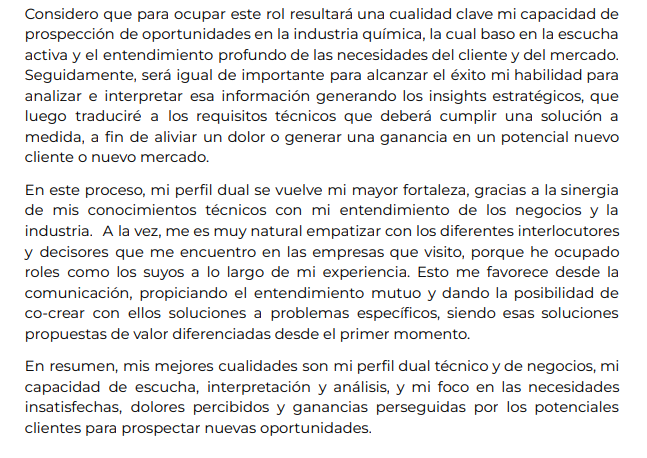 Considero que para ocupar este rol resultará una cualidad clave mi capacidad de
prospección de oportunidades en la industria química, la cual baso en la escucha
activa y el entendimiento profundo de las necesidades del cliente y del mercado.
Seguidamente, será igual de importante para alcanzar el éxito mi habilidad para
analizar e interpretar esa información generando los insights estratégicos, que
luego traduciré a los requisitos técnicos que deberá cumplir una solución a
medida, a fin de aliviar un dolor o generar una ganancia en un potencial nuevo
cliente o nuevo mercado.
En este proceso, mi perfil dual se vuelve mi mayor fortaleza, gracias a la sinergia
de mis conocimientos técnicos con mi entendimiento de los negocios y la
industria. A la vez, me es muy natural empatizar con los diferentes interlocutores
y decisores que me encuentro en las empresas que visito, porque he ocupado
roles como los suyos a lo largo de mi experiencia. Esto me favorece desde la
comunicación, propiciando el entendimiento mutuo y dando la posibilidad de
co-crear con ellos soluciones a problemas específicos, siendo esas soluciones
propuestas de valor diferenciadas desde el primer momento.
En resumen, mis mejores cualidades son mi perfil dual técnico y de negocios, mi
capacidad de escucha, interpretación y análisis, y mi foco en las necesidades
insatisfechas, dolores percibidos y ganancias perseguidas por los potenciales
clientes para prospectar nuevas oportunidades.